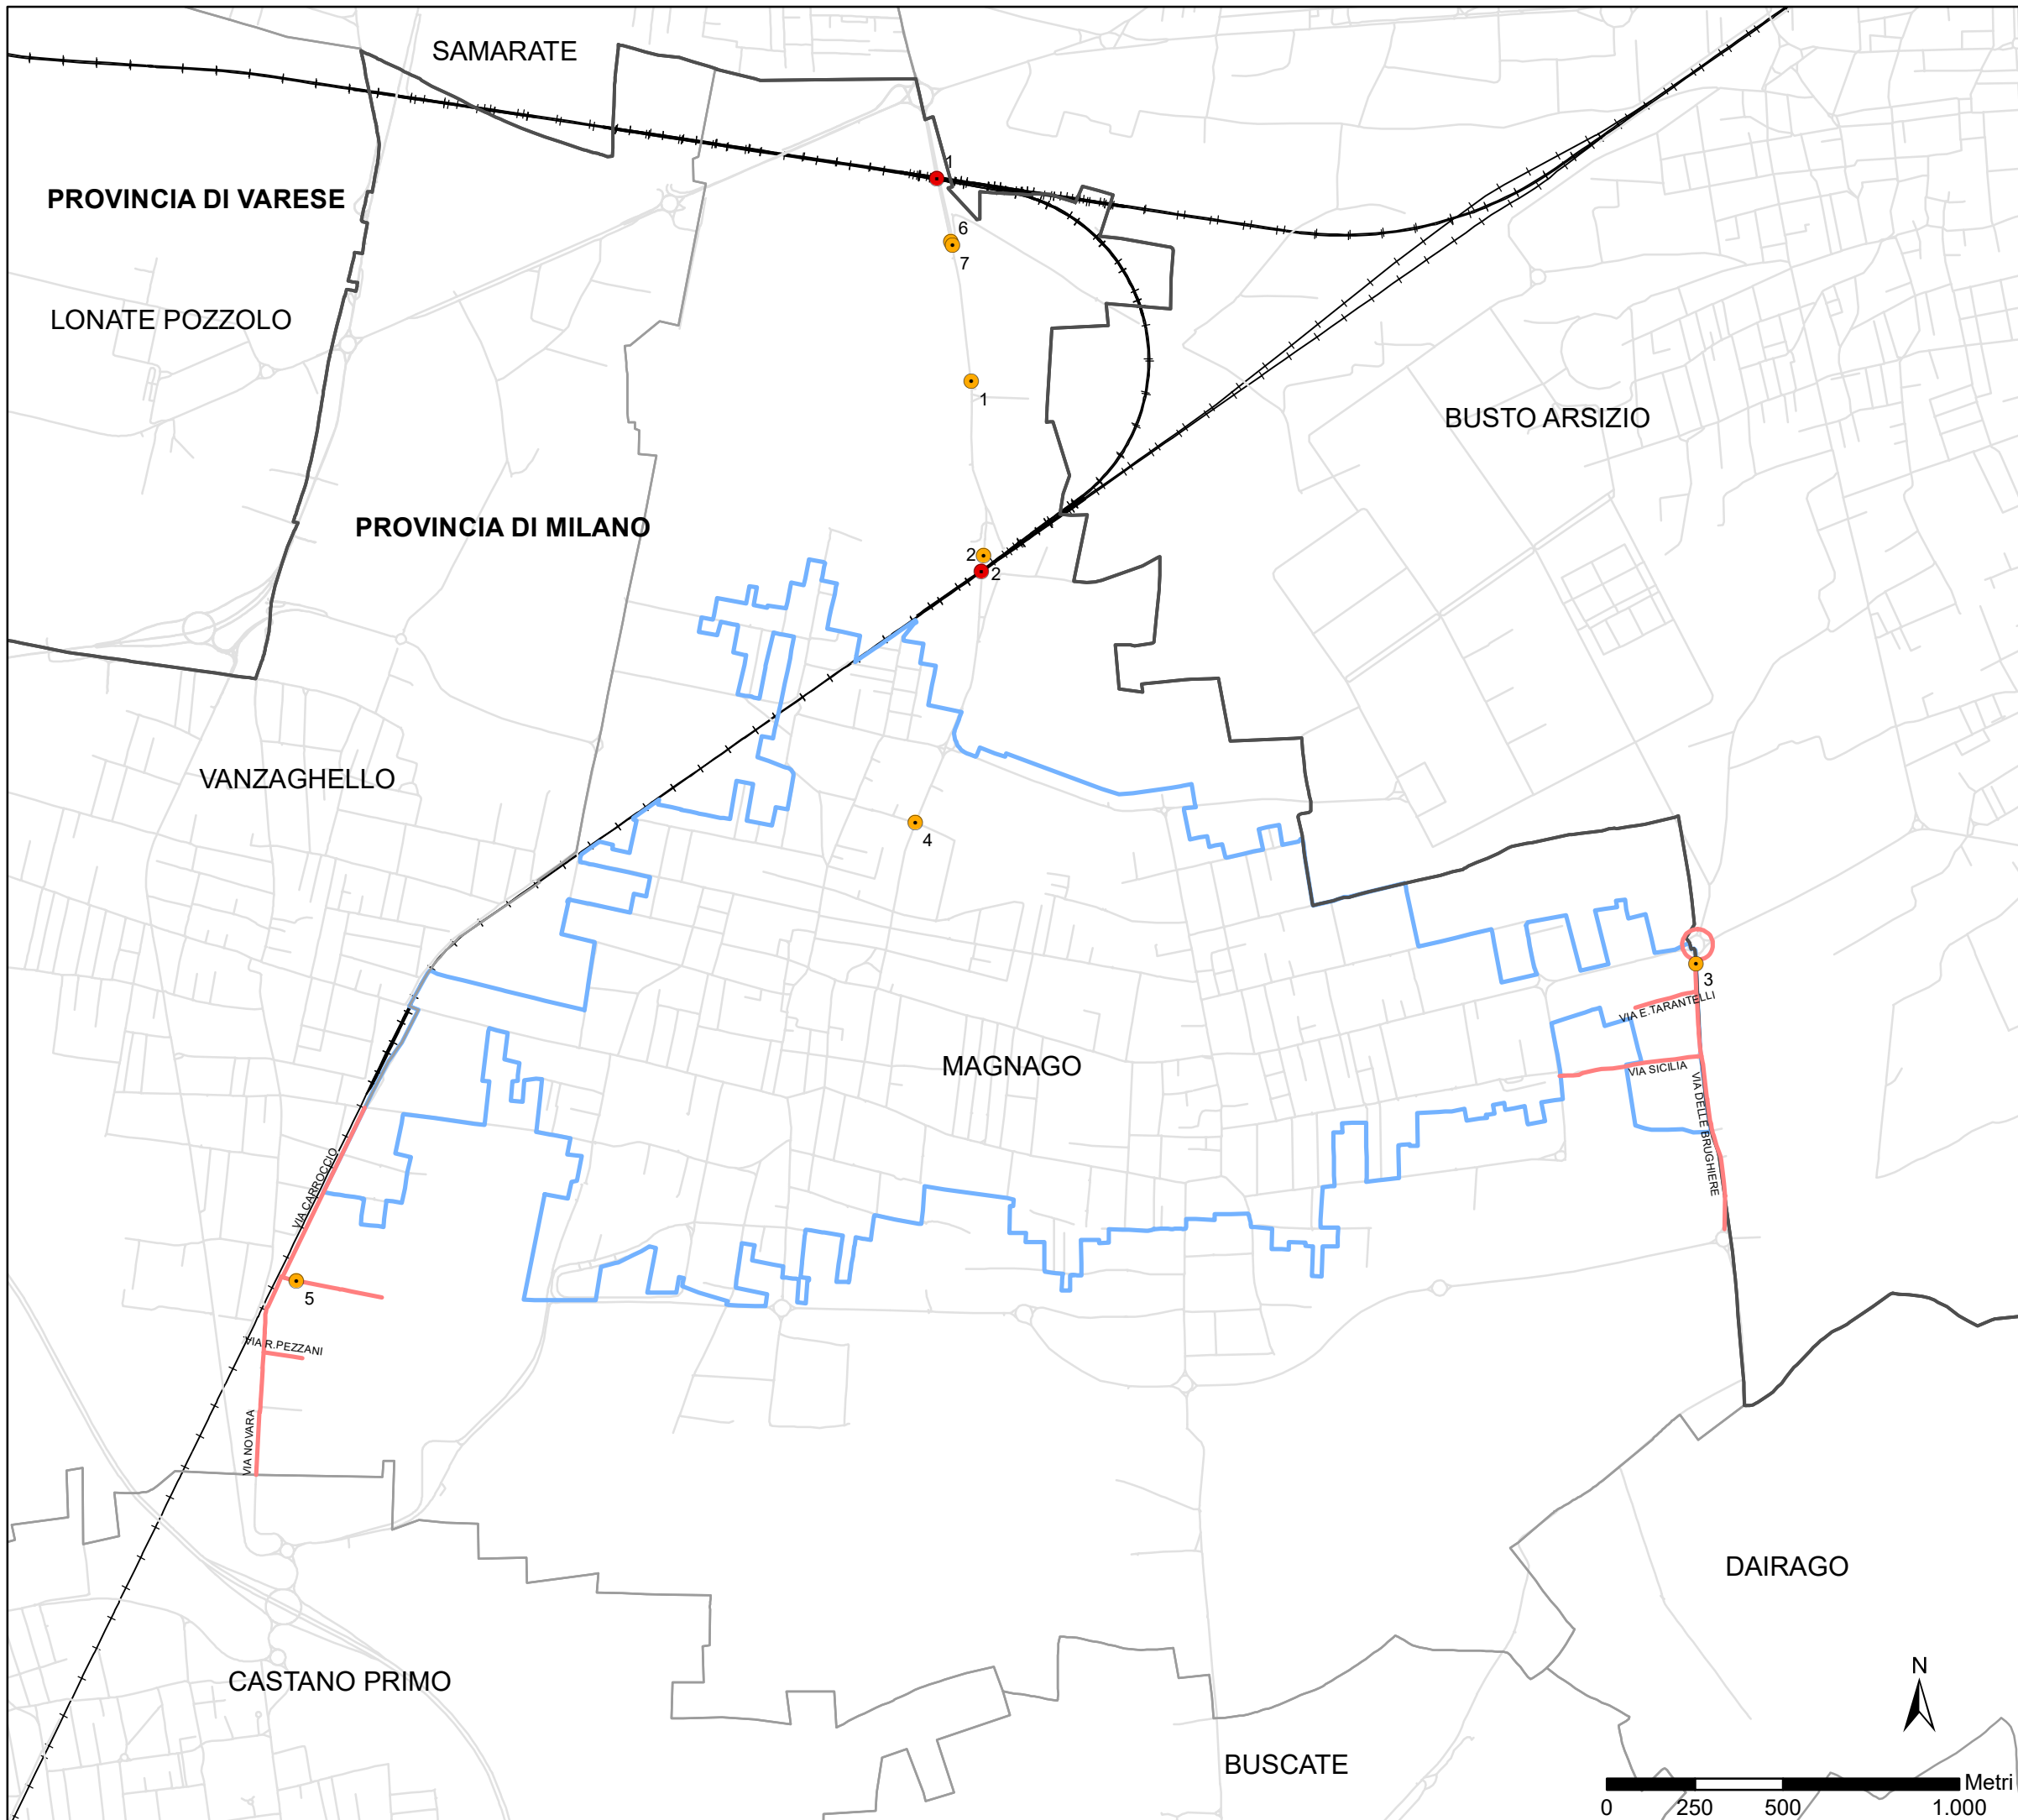 SAMARATE
1
PROVINCIA DI VARESE
6
7
LONATE POZZOLO
1
BUSTO ARSIZIO
PROVINCIA DI MILANO
2
2
VANZAGHELLO
4
3
VIA E.TARANTELLI
MAGNAGO
VIA SICILIA
VIA DELLE BRUGHIERE
VIA CARROCCIO
5
VIA R.PEZZANI
VIA NOVARA
DAIRAGO
CASTANO PRIMO
N
BUSCATE
Metri
0 250 500 1.000